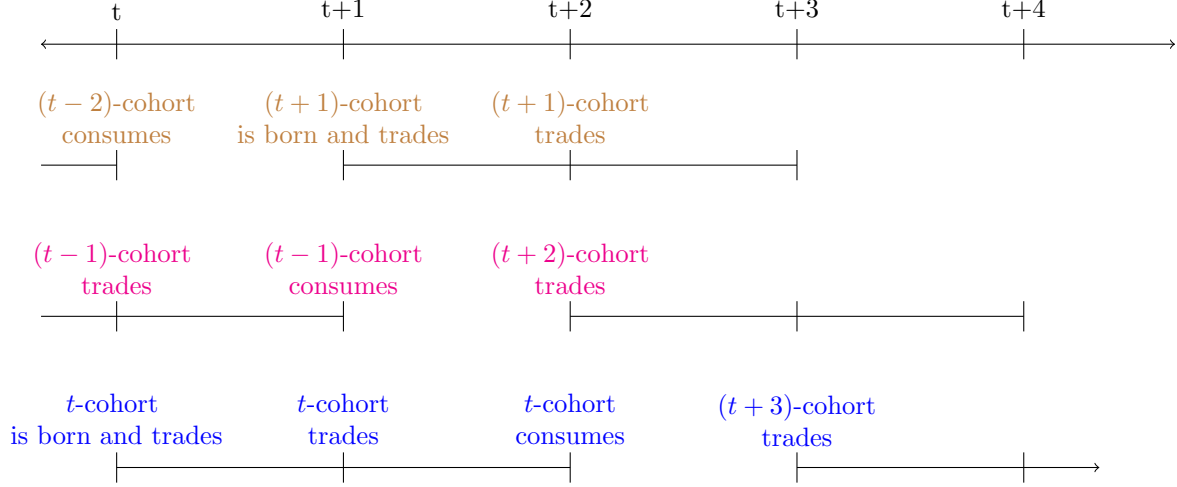 t t+1 t+2 t+3 t+4
(t − 2)-cohort (t + 1)-cohort (t + 1)-cohort
consumes is born and trades trades
(t − 1)-cohort (t − 1)-cohort (t + 2)-cohort
trades consumes trades
t-cohort t-cohort t-cohort (t + 3)-cohort
is born and trades trades consumes trades